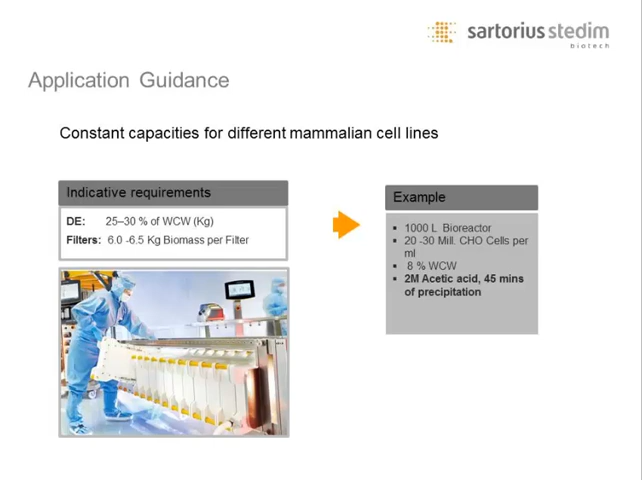 sartorius stedim
biotech
Application Guidance
Constant capacities for different mammalian cell lines
Indicative requirements
DE: 25–30 % of WCW (Kg)
Filters: 6.0 -6.5 Kg Biomass per Filter
Example
▪ 1000 L Bioreactor
▪ 20 -30 Mill. CHO Cells per
ml
▪ 8 % WCW
▪ 2M Acetic acid, 45 mins
of precipitation